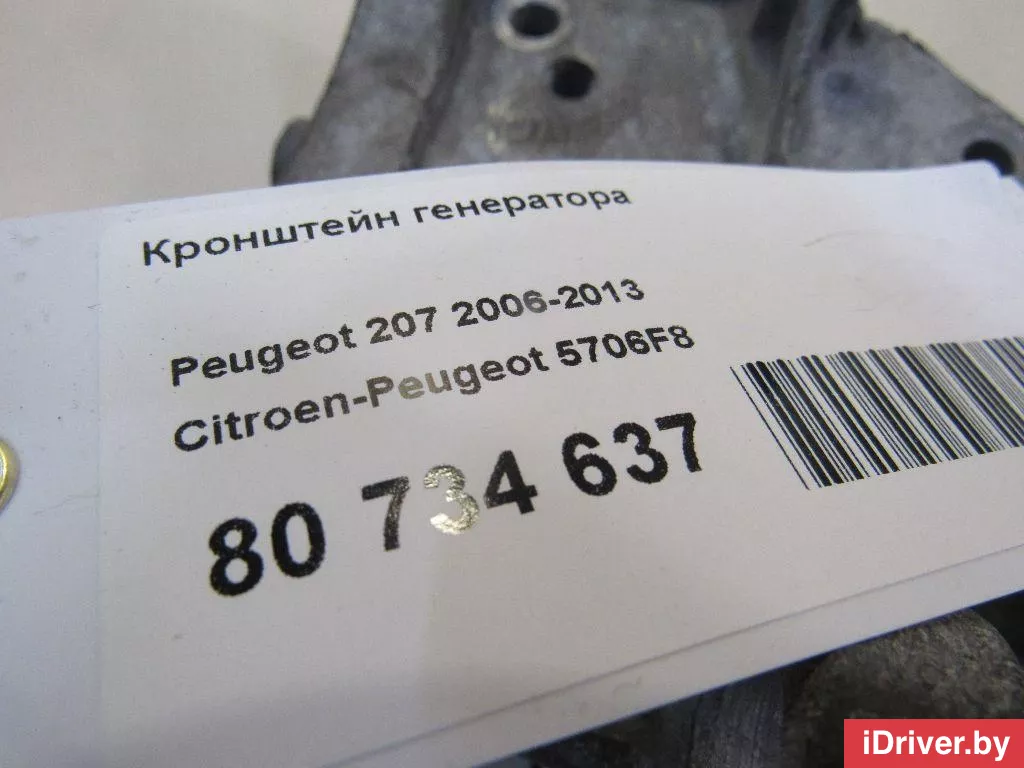 Кронштейн генератора
Peugeot 207 2006-2013
Citroen-Peugeot 5706F8
80 734 637
iDriver.by